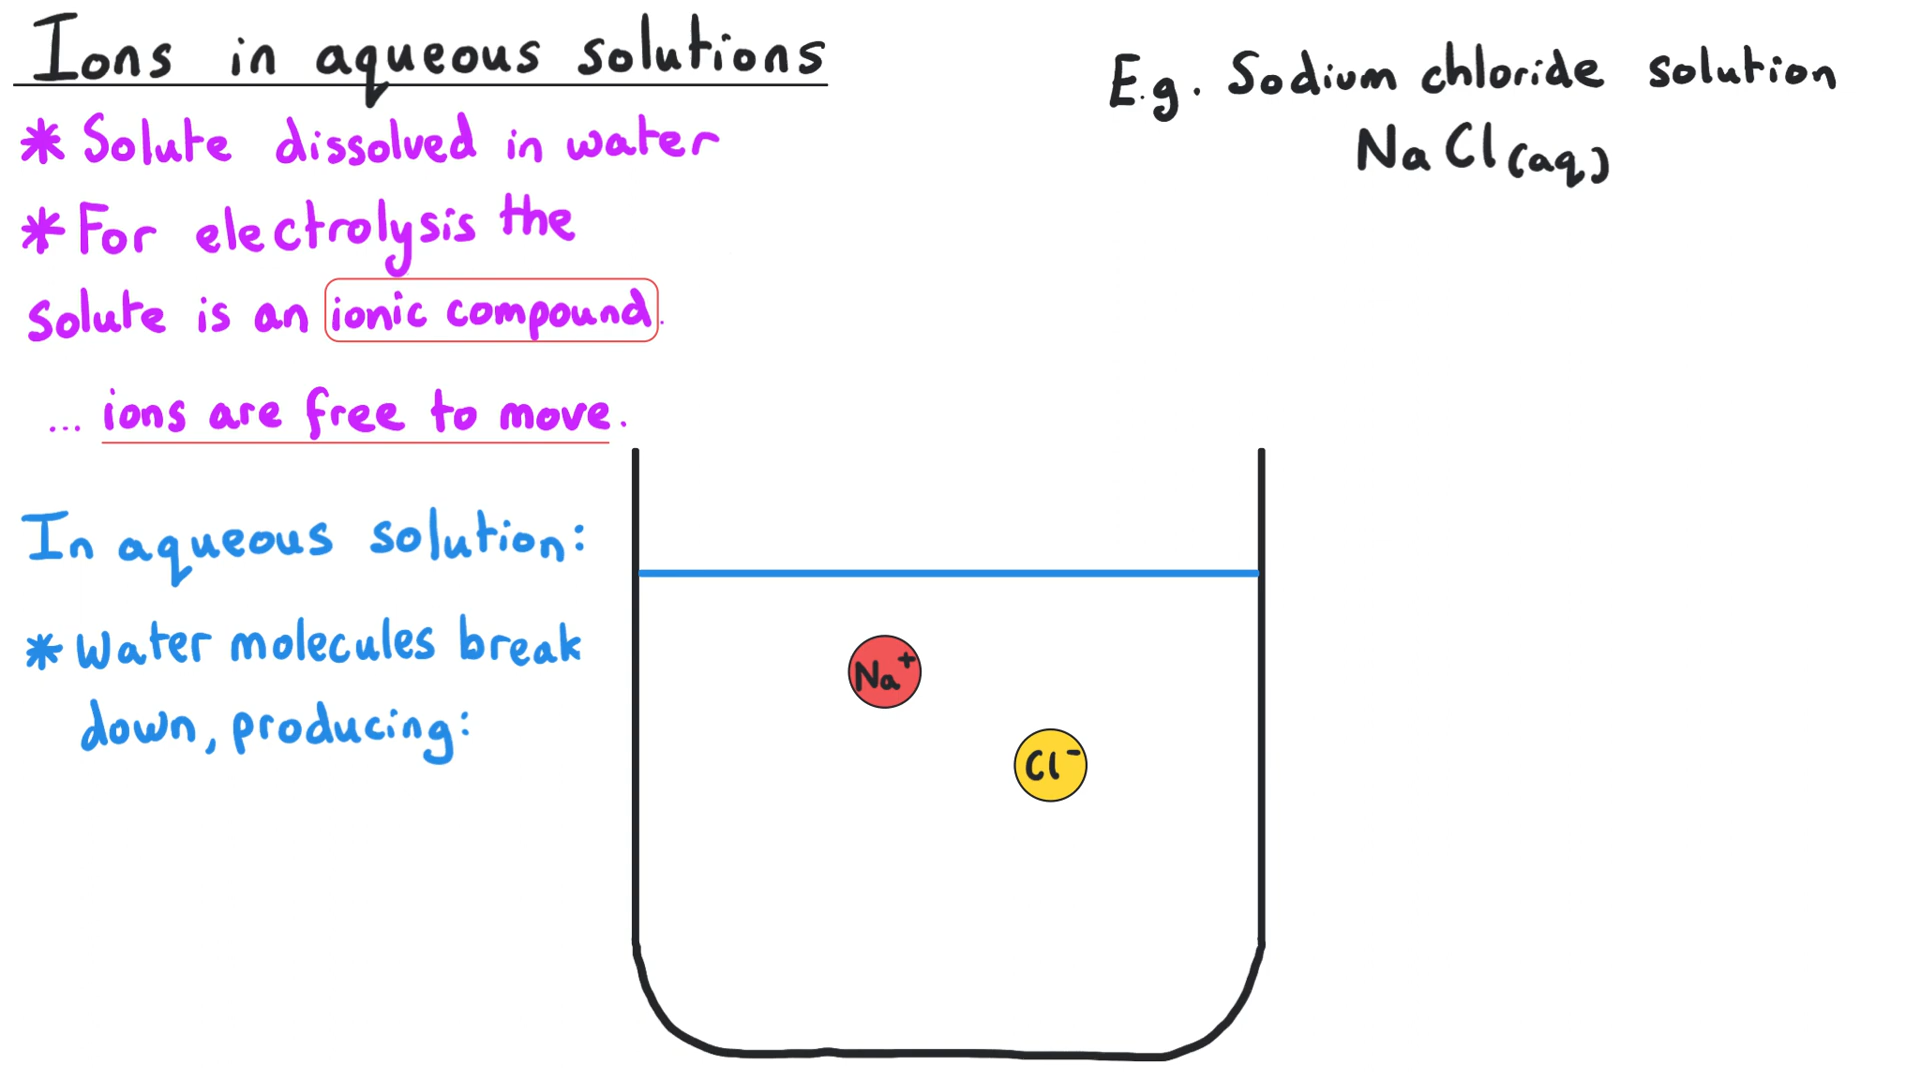 Ions in aqueous solutions
* Solute dissolved in water
* For electrolysis the
solute is an ionic compound.
... ions are free to move.
In aqueous solution:
* Water molecules break
down, producing:
E.g. Sodium chloride solution
NaCl(aq)
Na+
Cl-